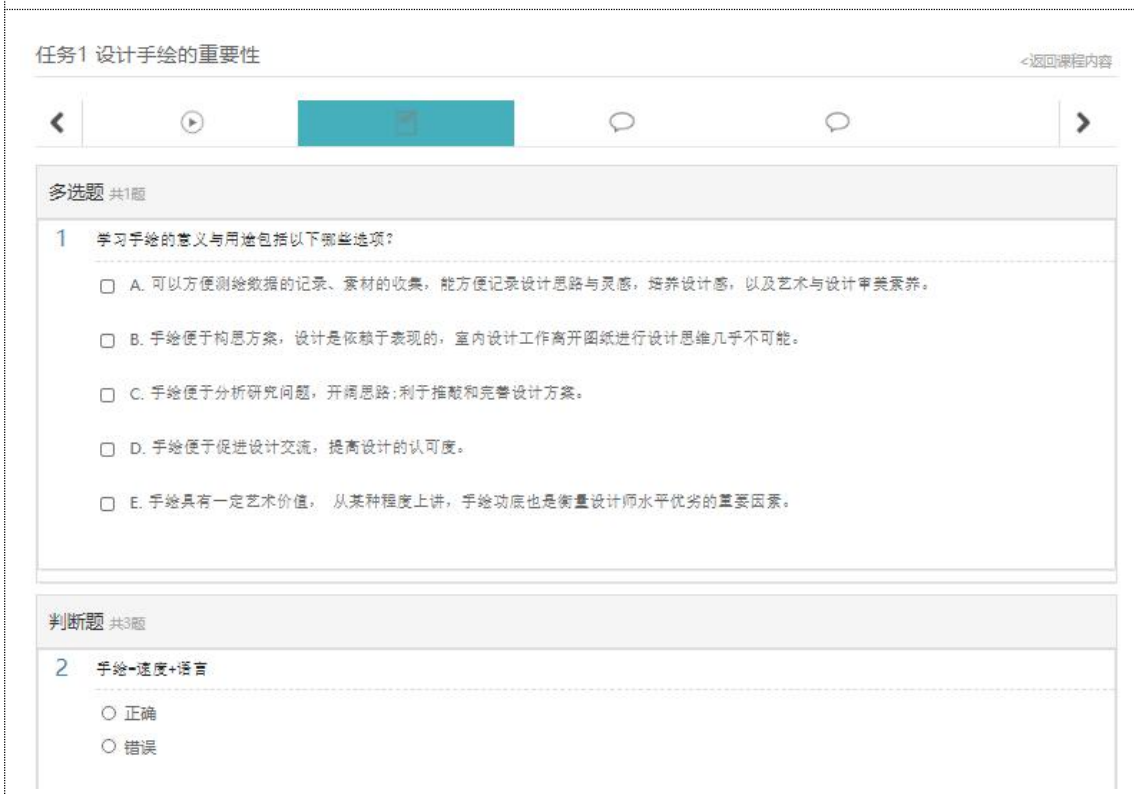 任务1 设计手绘的重要性
<返回课程内容
多选题 共1题
1 学习手绘的意义与用途包括以下哪些选项?
A. 可以方便测绘数据的记录、素材的收集，能方便记录设计思路与灵感，培养设计感，以及艺术与设计审美素养。
B. 手绘便于构思方案，设计是依赖于表现的，室内设计工作离开图纸进行设计思维几乎不可能。
C. 手绘便于分析研究问题，开阔思路;利于推敲和完善设计方案。
D. 手绘便于促进设计交流，提高设计的认可度。
E. 手绘具有一定艺术价值， 从某种程度上讲，手绘功底也是衡量设计师水平优劣的重要因素。
判断题 共3题
2 手绘=速度+语言
正确
错误